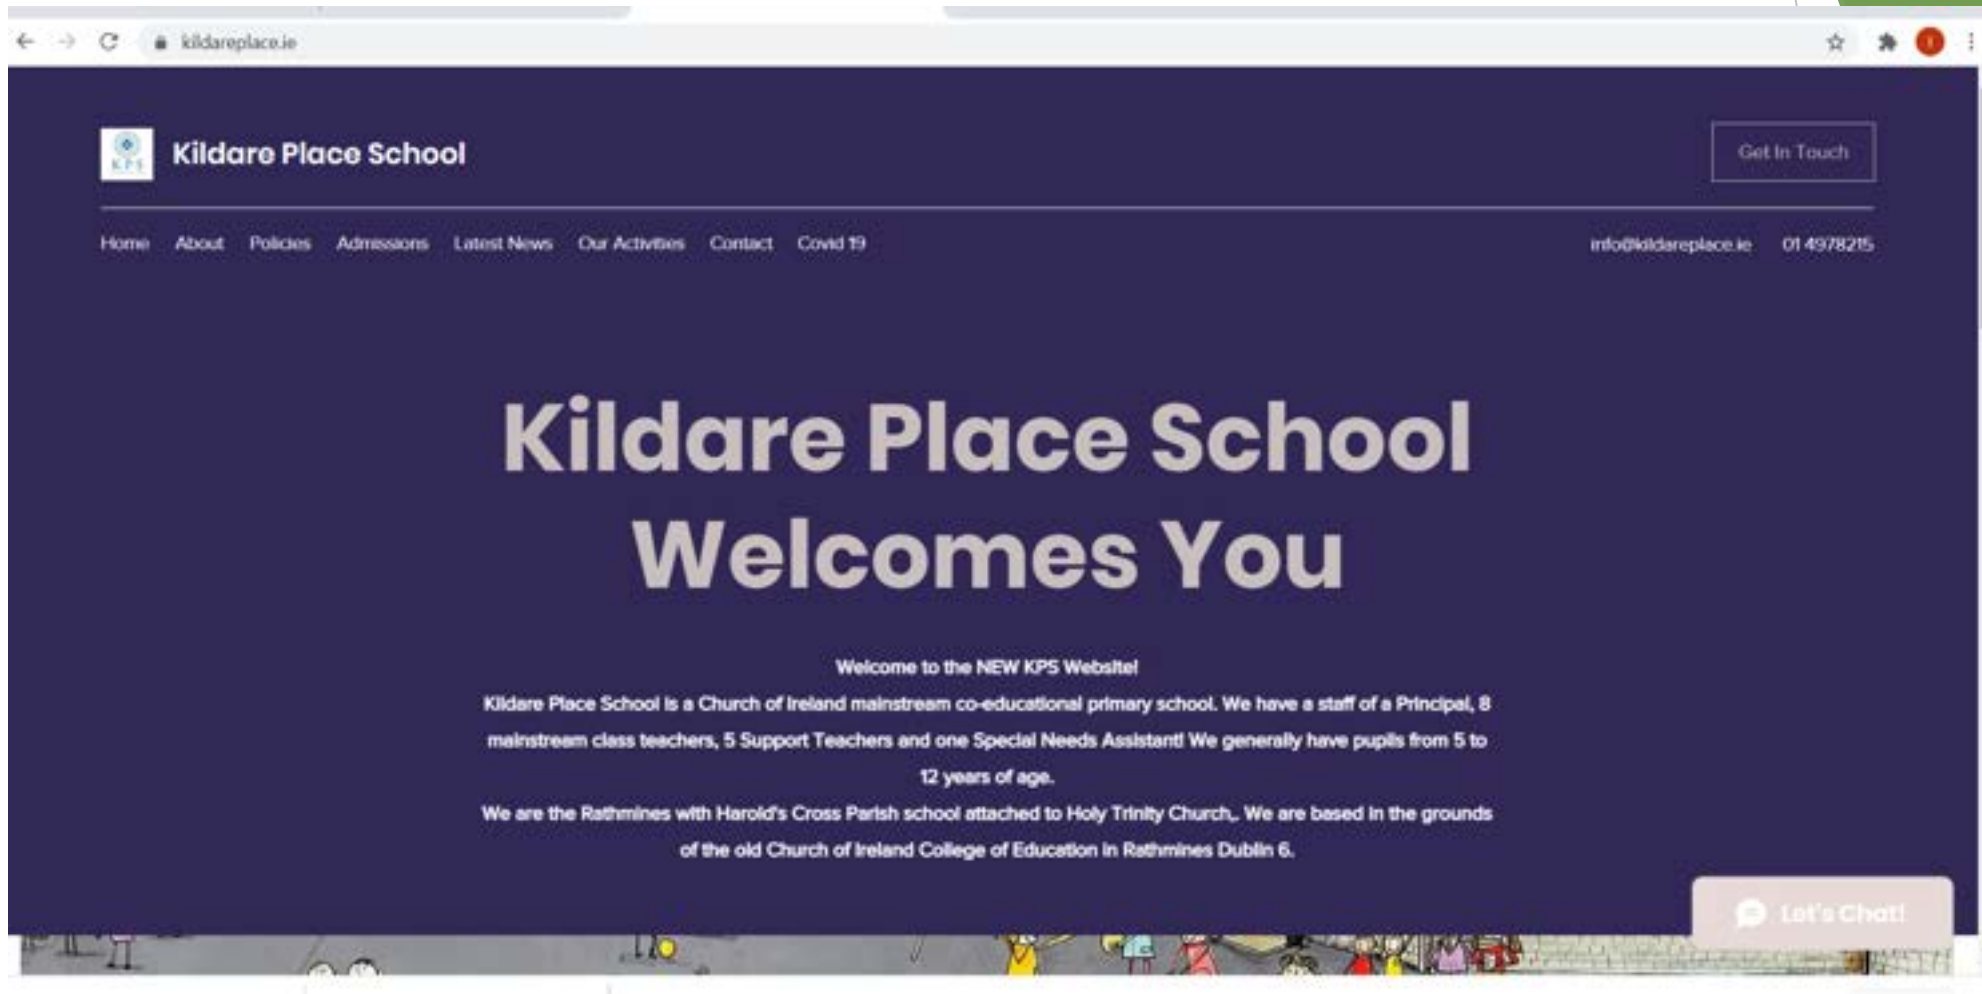 kildareplace.ie
KPS
Kildare Place School
Get In Touch
Home About Policies Admissions Latest News Our Activities Contact Covid 19
info@kildareplace.ie 01 4978215
Kildare Place School
Welcomes You
Welcome to the NEW KPS Website!
Kildare Place School is a Church of Ireland mainstream co-educational primary school. We have a staff of a Principal, 8
mainstream class teachers, 5 Support Teachers and one Special Needs Assistant! We generally have pupils from 5 to
12 years of age.
We are the Rathmines with Harold's Cross Parish school attached to Holy Trinity Church,. We are based in the grounds
of the old Church of Ireland College of Education in Rathmines Dublin 6.
Let's Chat!